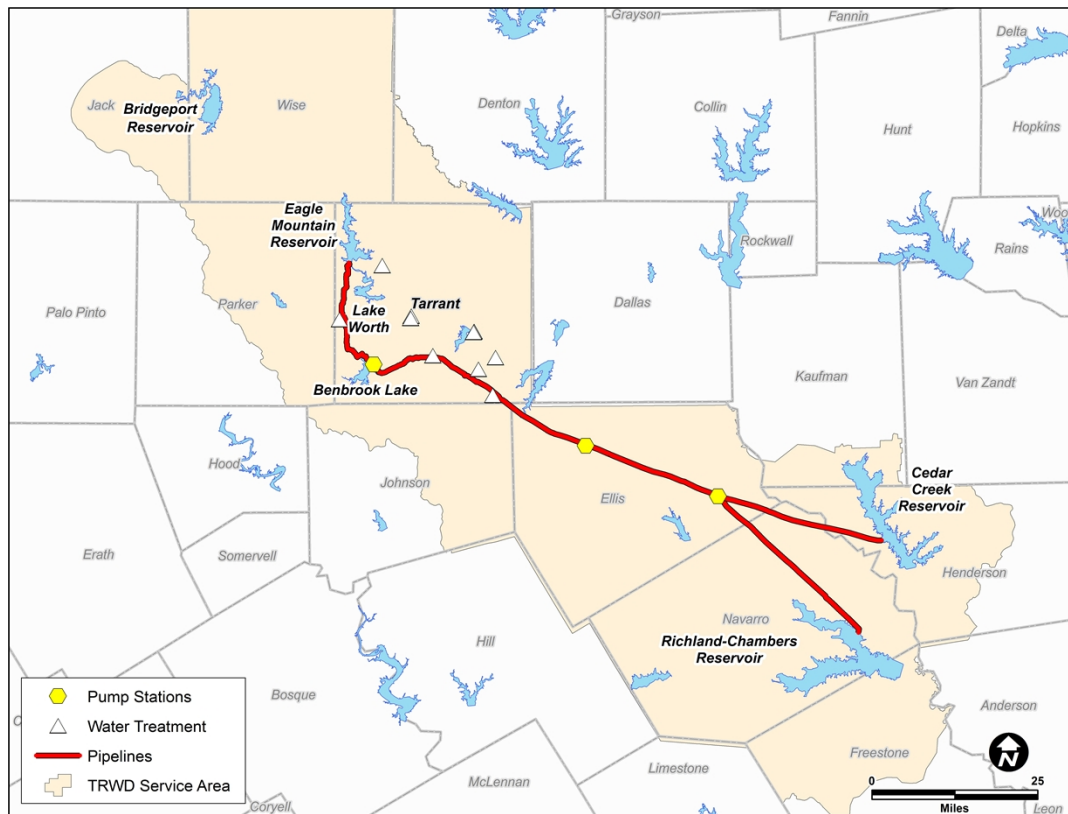 Grayson
Fannin
Delta
Jack
Bridgeport
Reservoir
Wise
Denton
Collin
Hunt
Hopkins
Eagle
Mountain
Reservoir
Rockwall
Rains
Palo Pinto
Parker
Lake
Worth
Tarrant
Dallas
Kaufman
Van Zandt
Benbrook Lake
Hood
Johnson
Ellis
Cedar
Creek
Reservoir
Erath
Somervell
Henderson
Navarro
Richland-Chambers
Reservoir
Hill
Bosque
Anderson
Freestone
Limestone
McLennan
Coryell
Leon
Pump Stations
Water Treatment
Pipelines
TRWD Service Area
N
0
25
Miles